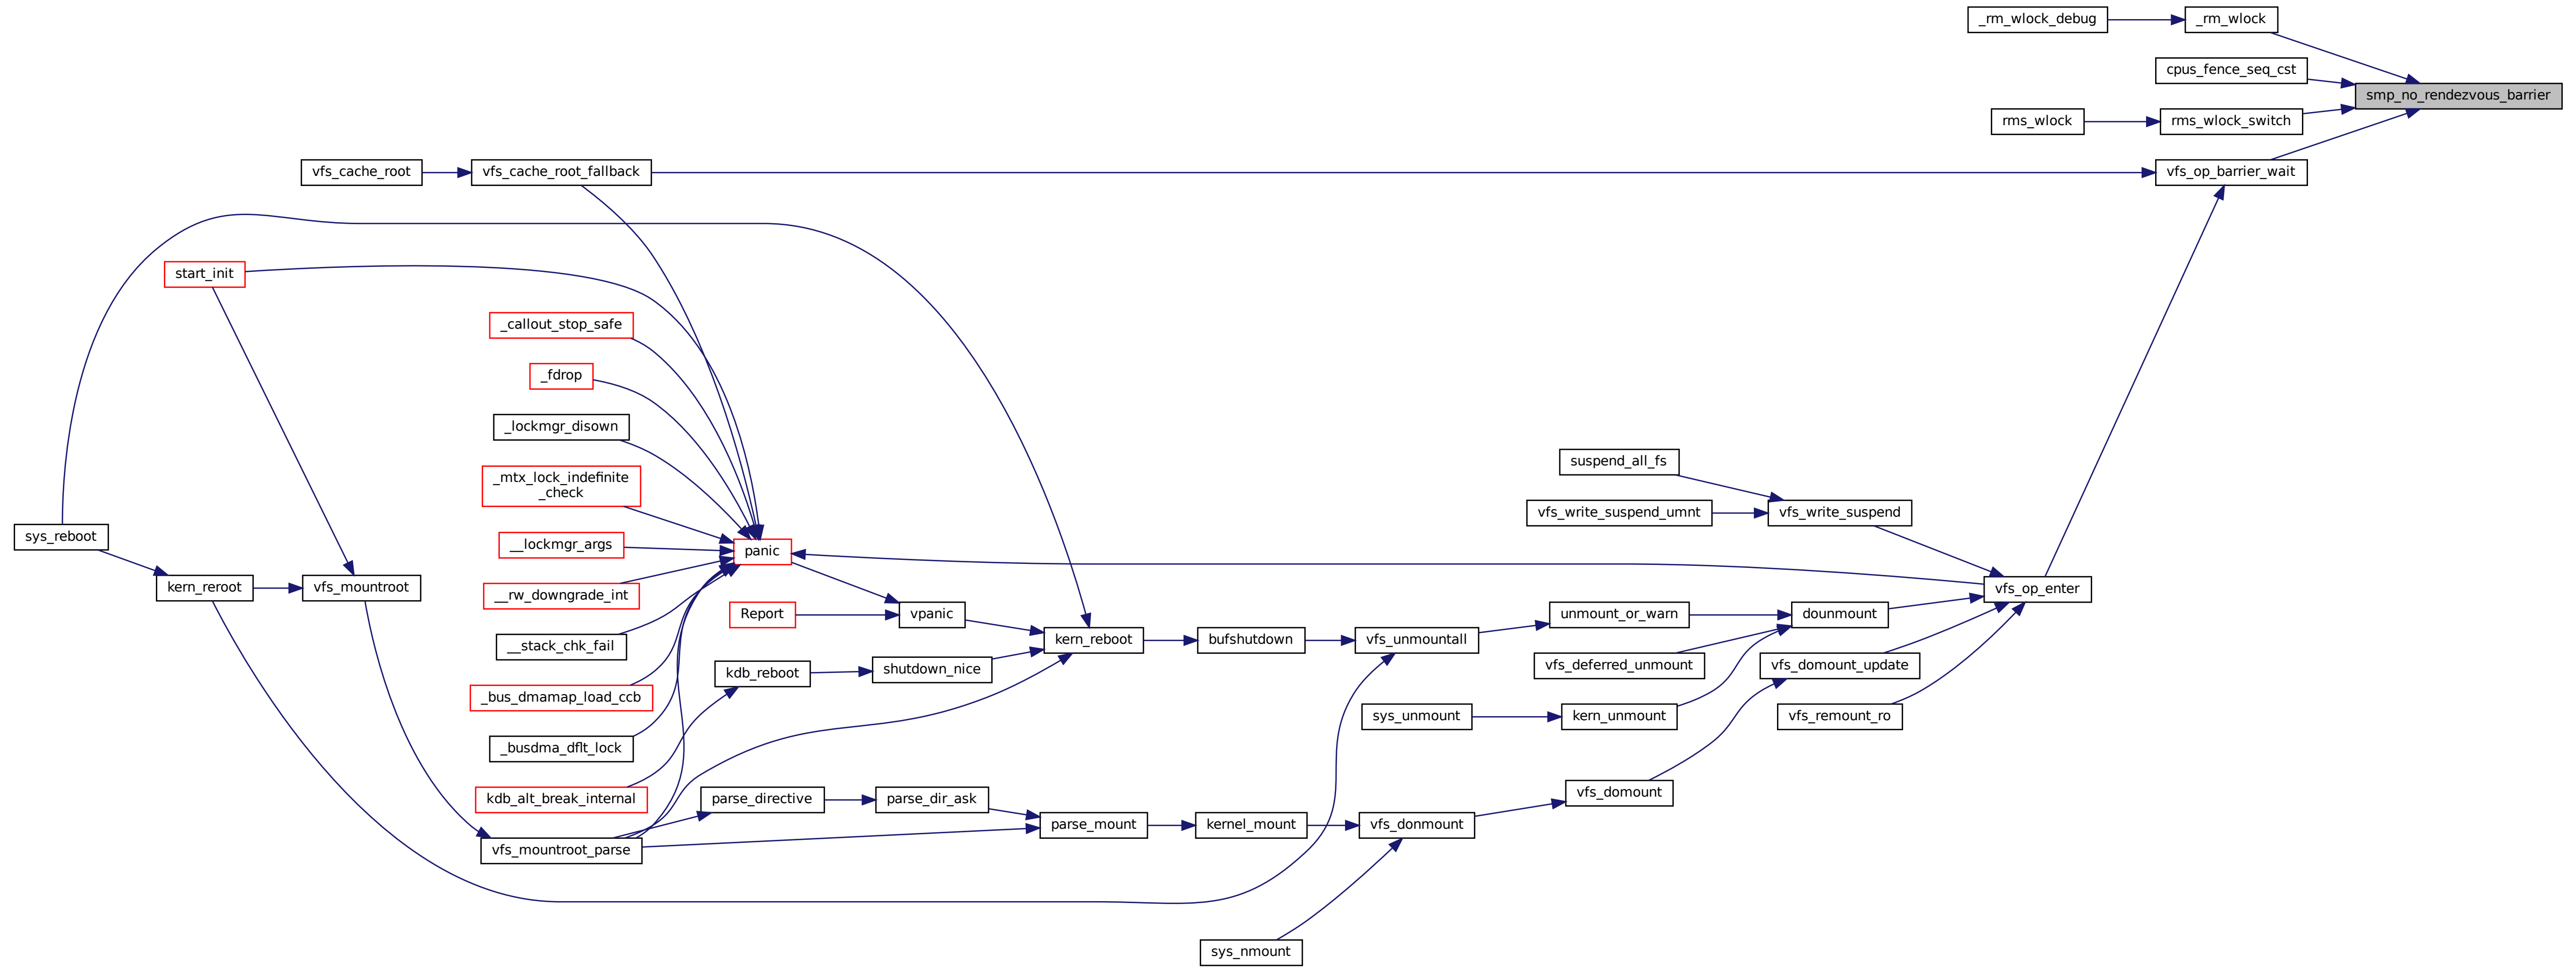 _rm_wlock_debug
_rm_wlock
cpus_fence_seq_cst
smp_no_rendezvous_barrier
rms_wlock
rms_wlock_switch
vfs_cache_root
vfs_cache_root_fallback
vfs_op_barrier_wait
start_init
_callout_stop_safe
_fdrop
_lockmgr_disown
suspend_all_fs
_mtx_lock_indefinite
_check
vfs_write_suspend_umnt
vfs_write_suspend
sys_reboot
__lockmgr_args
panic
kern_reroot
vfs_mountroot
__rw_downgrade_int
vfs_op_enter
Report
vpanic
unmount_or_warn
dounmount
__stack_chk_fail
kern_reboot
bufshutdown
vfs_unmountall
kdb_reboot
shutdown_nice
vfs_deferred_unmount
vfs_domount_update
_bus_dmamap_load_ccb
sys_unmount
kern_unmount
vfs_remount_ro
_busdma_dflt_lock
kdb_alt_break_internal
parse_directive
parse_dir_ask
vfs_domount
vfs_mountroot_parse
parse_mount
kernel_mount
vfs_donmount
sys_nmount